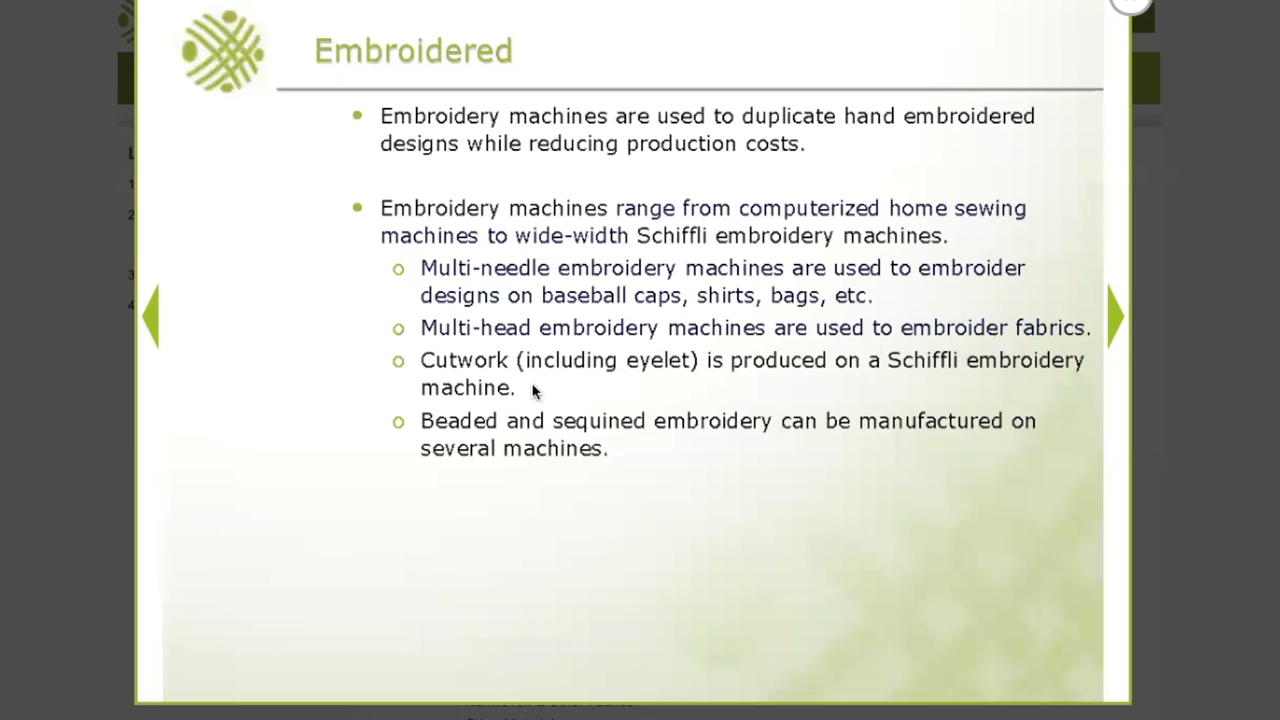 Embroidered
Embroidery machines are used to duplicate hand embroidered
designs while reducing production costs.
Embroidery machines range from computerized home sewing
machines to wide-width Schiffli embroidery machines.
Multi-needle embroidery machines are used to embroider
designs on baseball caps, shirts, bags, etc.
Multi-head embroidery machines are used to embroider fabrics.
Cutwork (including eyelet) is produced on a Schiffli embroidery
machine.
Beaded and sequined embroidery can be manufactured on
several machines.